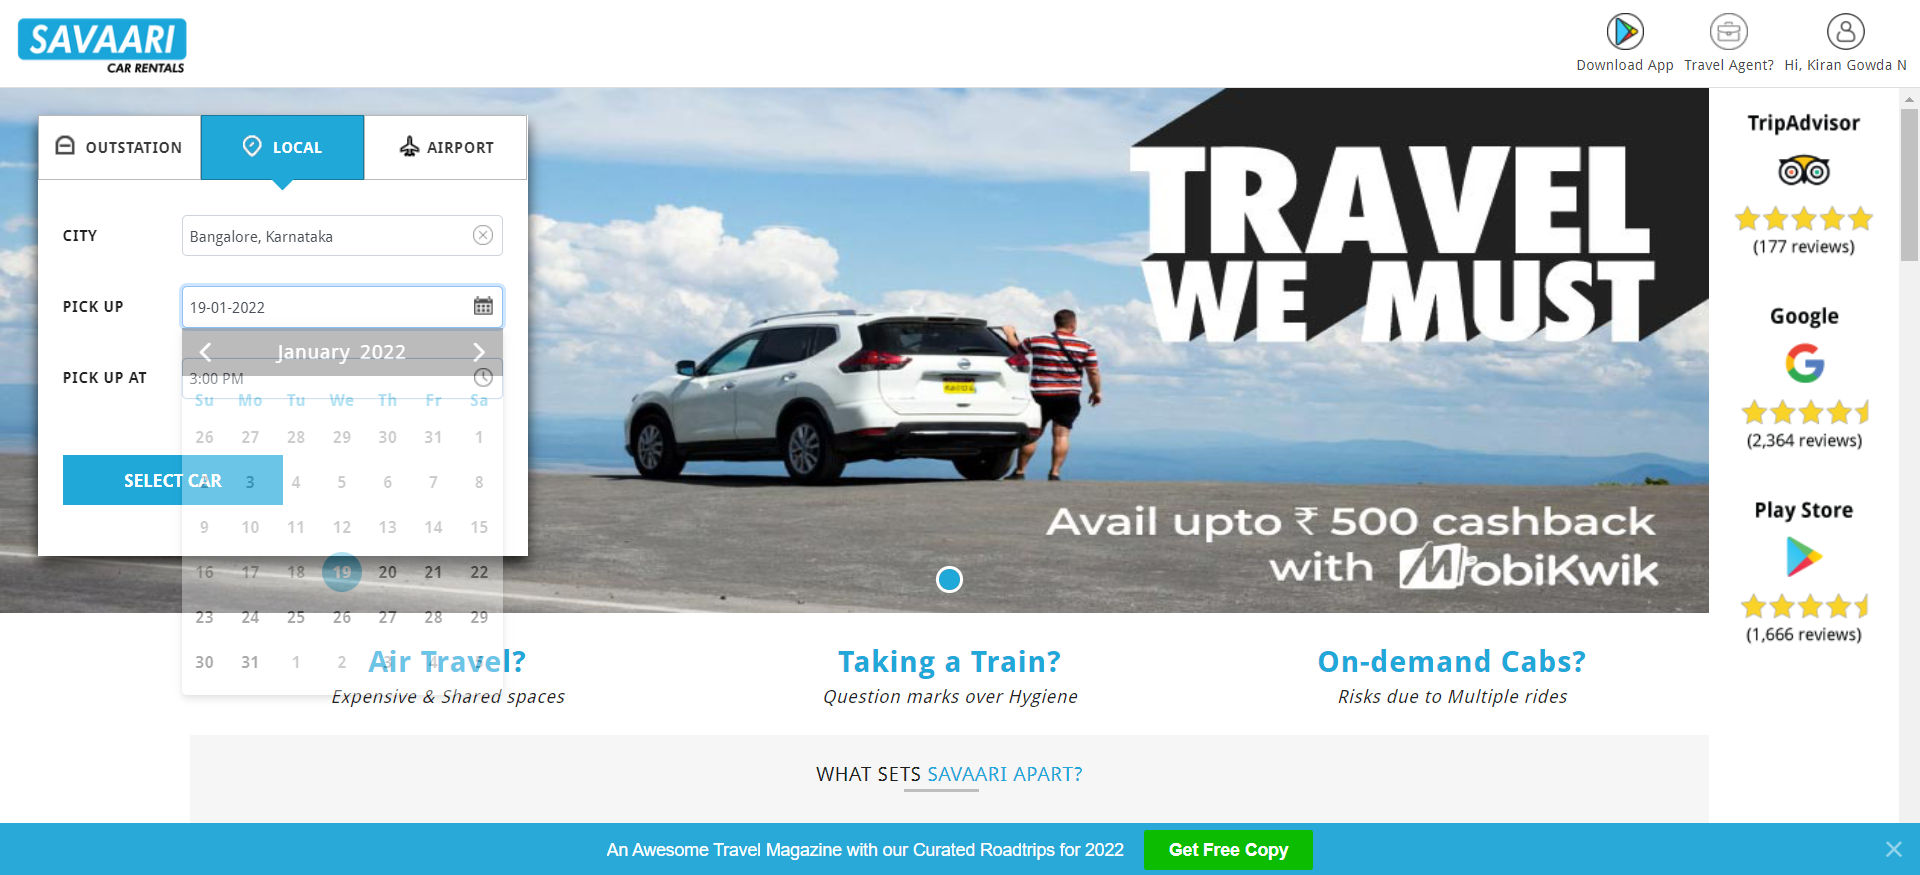 SAVAARI
CAR RENTALS
Download App
Travel Agent?
Hi, Kiran Gowda N
OUTSTATION
LOCAL
AIRPORT
CITY
Bangalore, Karnataka
PICK UP
19-01-2022
January 2022
PICK UP AT
3:00 PM
Su Mo Tu We Th Fr Sa
26 27 28 29 30 31 1
SELECT CAR
2 3 4 5 6 7 8
9 10 11 12 13 14 15
16 17 18 19 20 21 22
23 24 25 26 27 28 29
30 31 1 2 3 4 5
TRAVEL
WE MUST
Avail upto ₹ 500 cashback
with MobiKwik
TripAdvisor
(177 reviews)
Google
(2,364 reviews)
Play Store
(1,666 reviews)
Air Travel?
Expensive & Shared spaces
Taking a Train?
Question marks over Hygiene
On-demand Cabs?
Risks due to Multiple rides
WHAT SETS SAVAARI APART?
An Awesome Travel Magazine with our Curated Roadtrips for 2022
Get Free Copy